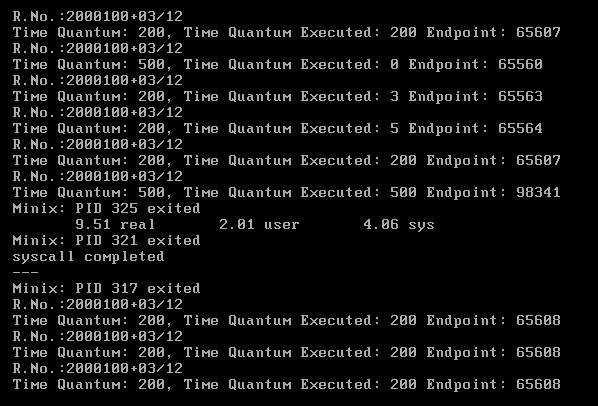 R.No.:2000100+03/12
Time Quantum: 200, Time Quantum Executed: 200 Endpoint: 65607
R.No.:2000100+03/12
Time Quantum: 500, Time Quantum Executed: 0 Endpoint: 65560
R.No.:2000100+03/12
Time Quantum: 200, Time Quantum Executed: 3 Endpoint: 65563
R.No.:2000100+03/12
Time Quantum: 200, Time Quantum Executed: 5 Endpoint: 65564
R.No.:2000100+03/12
Time Quantum: 200, Time Quantum Executed: 200 Endpoint: 65607
R.No.:2000100+03/12
Time Quantum: 500, Time Quantum Executed: 500 Endpoint: 98341
Minix: PID 325 exited
        9.51 real        2.01 user        4.06 sys
Minix: PID 321 exited
syscall completed
---
Minix: PID 317 exited
R.No.:2000100+03/12
Time Quantum: 200, Time Quantum Executed: 200 Endpoint: 65608
R.No.:2000100+03/12
Time Quantum: 200, Time Quantum Executed: 200 Endpoint: 65608
R.No.:2000100+03/12
Time Quantum: 200, Time Quantum Executed: 200 Endpoint: 65608